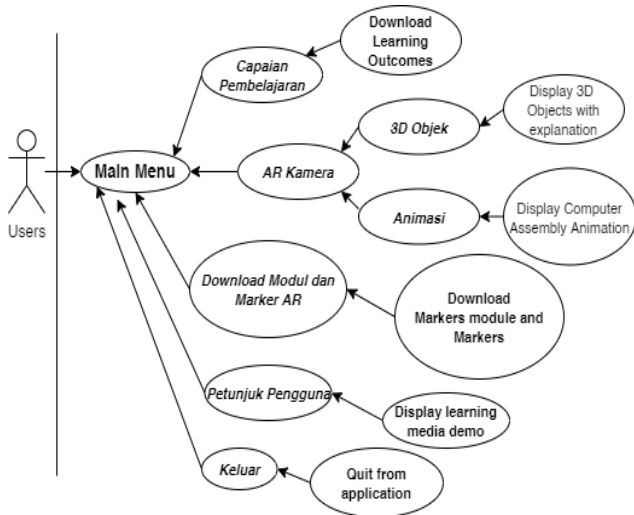 Download
Learning
Outcomes
Capaian
Pembelajaran
Display 3D
Objects with
explanation
3D Objek
Users
Main Menu
AR Kamera
Animasi
Display Computer
Assembly Animation
Download Modul dan
Marker AR
Download
Markers module and
Markers
Petunjuk Pengguna
Display learning
media demo
Keluar
Quit from
application